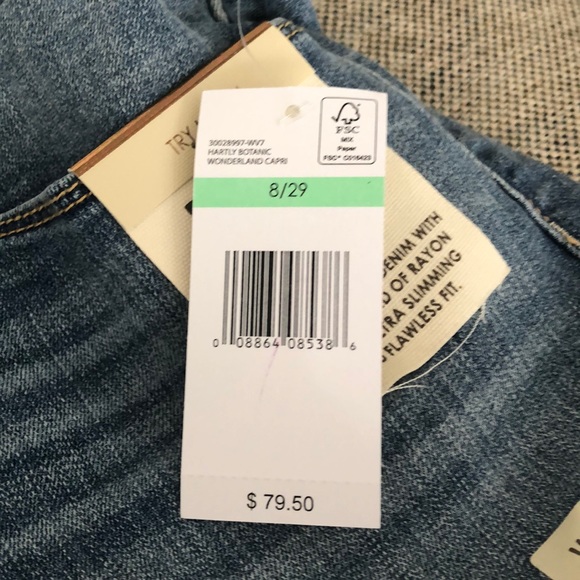 TRY
30028997-WV7
HARTLY BOTANIC
WONDERLAND CAPRI
FSC
MIX
Paper
FSC® C016423
8/29
0 08864 08538 6
$ 79.50
DENIM WITH
OF RAYON
SLIMMING
FLAWLESS FIT.